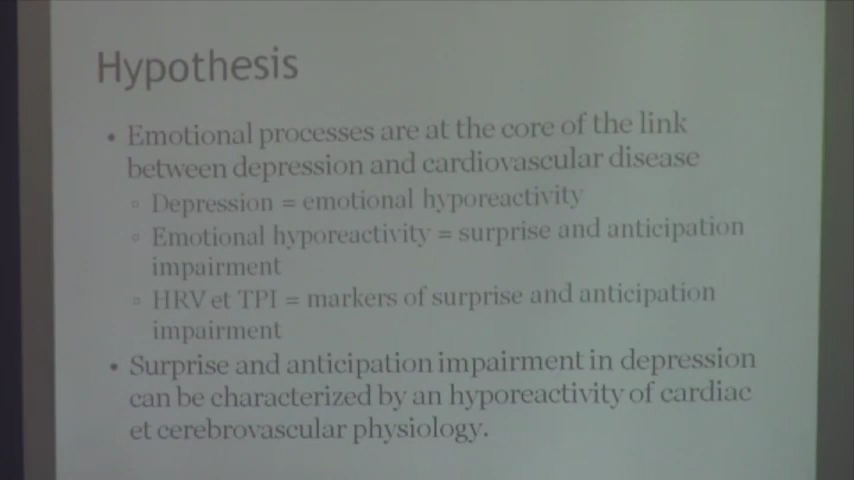 Hypothesis
• Emotional processes are at the core of the link
between depression and cardiovascular disease
▫ Depression = emotional hyporeactivity
▫ Emotional hyporeactivity = surprise and anticipation
impairment
▫ HRV et TPI = markers of surprise and anticipation
impairment
• Surprise and anticipation impairment in depression
can be characterized by an hyporeactivity of cardiac
et cerebrovascular physiology.